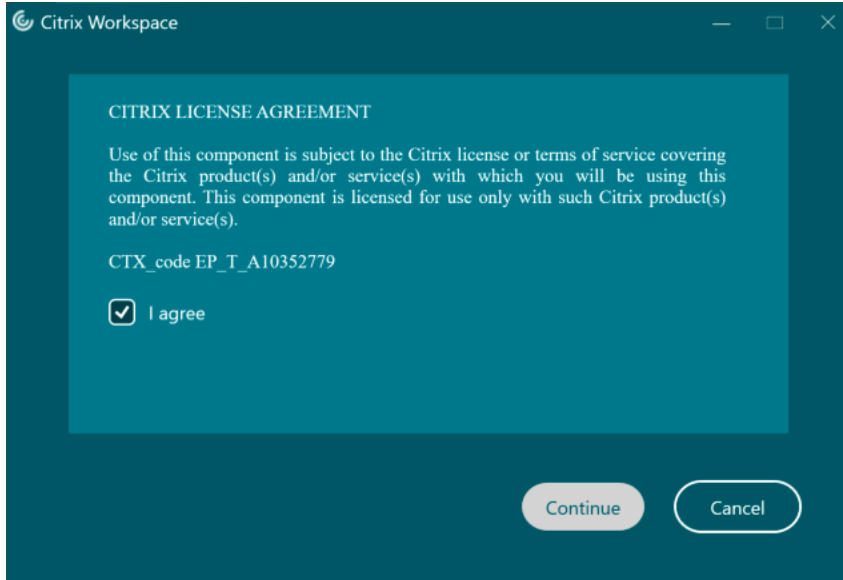 Citrix Workspace
CITRIX LICENSE AGREEMENT
Use of this component is subject to the Citrix license or terms of service covering
the Citrix product(s) and/or service(s) with which you will be using this
component. This component is licensed for use only with such Citrix product(s)
and/or service(s).
CTX_code EP_T_A10352779
I agree
Continue
Cancel